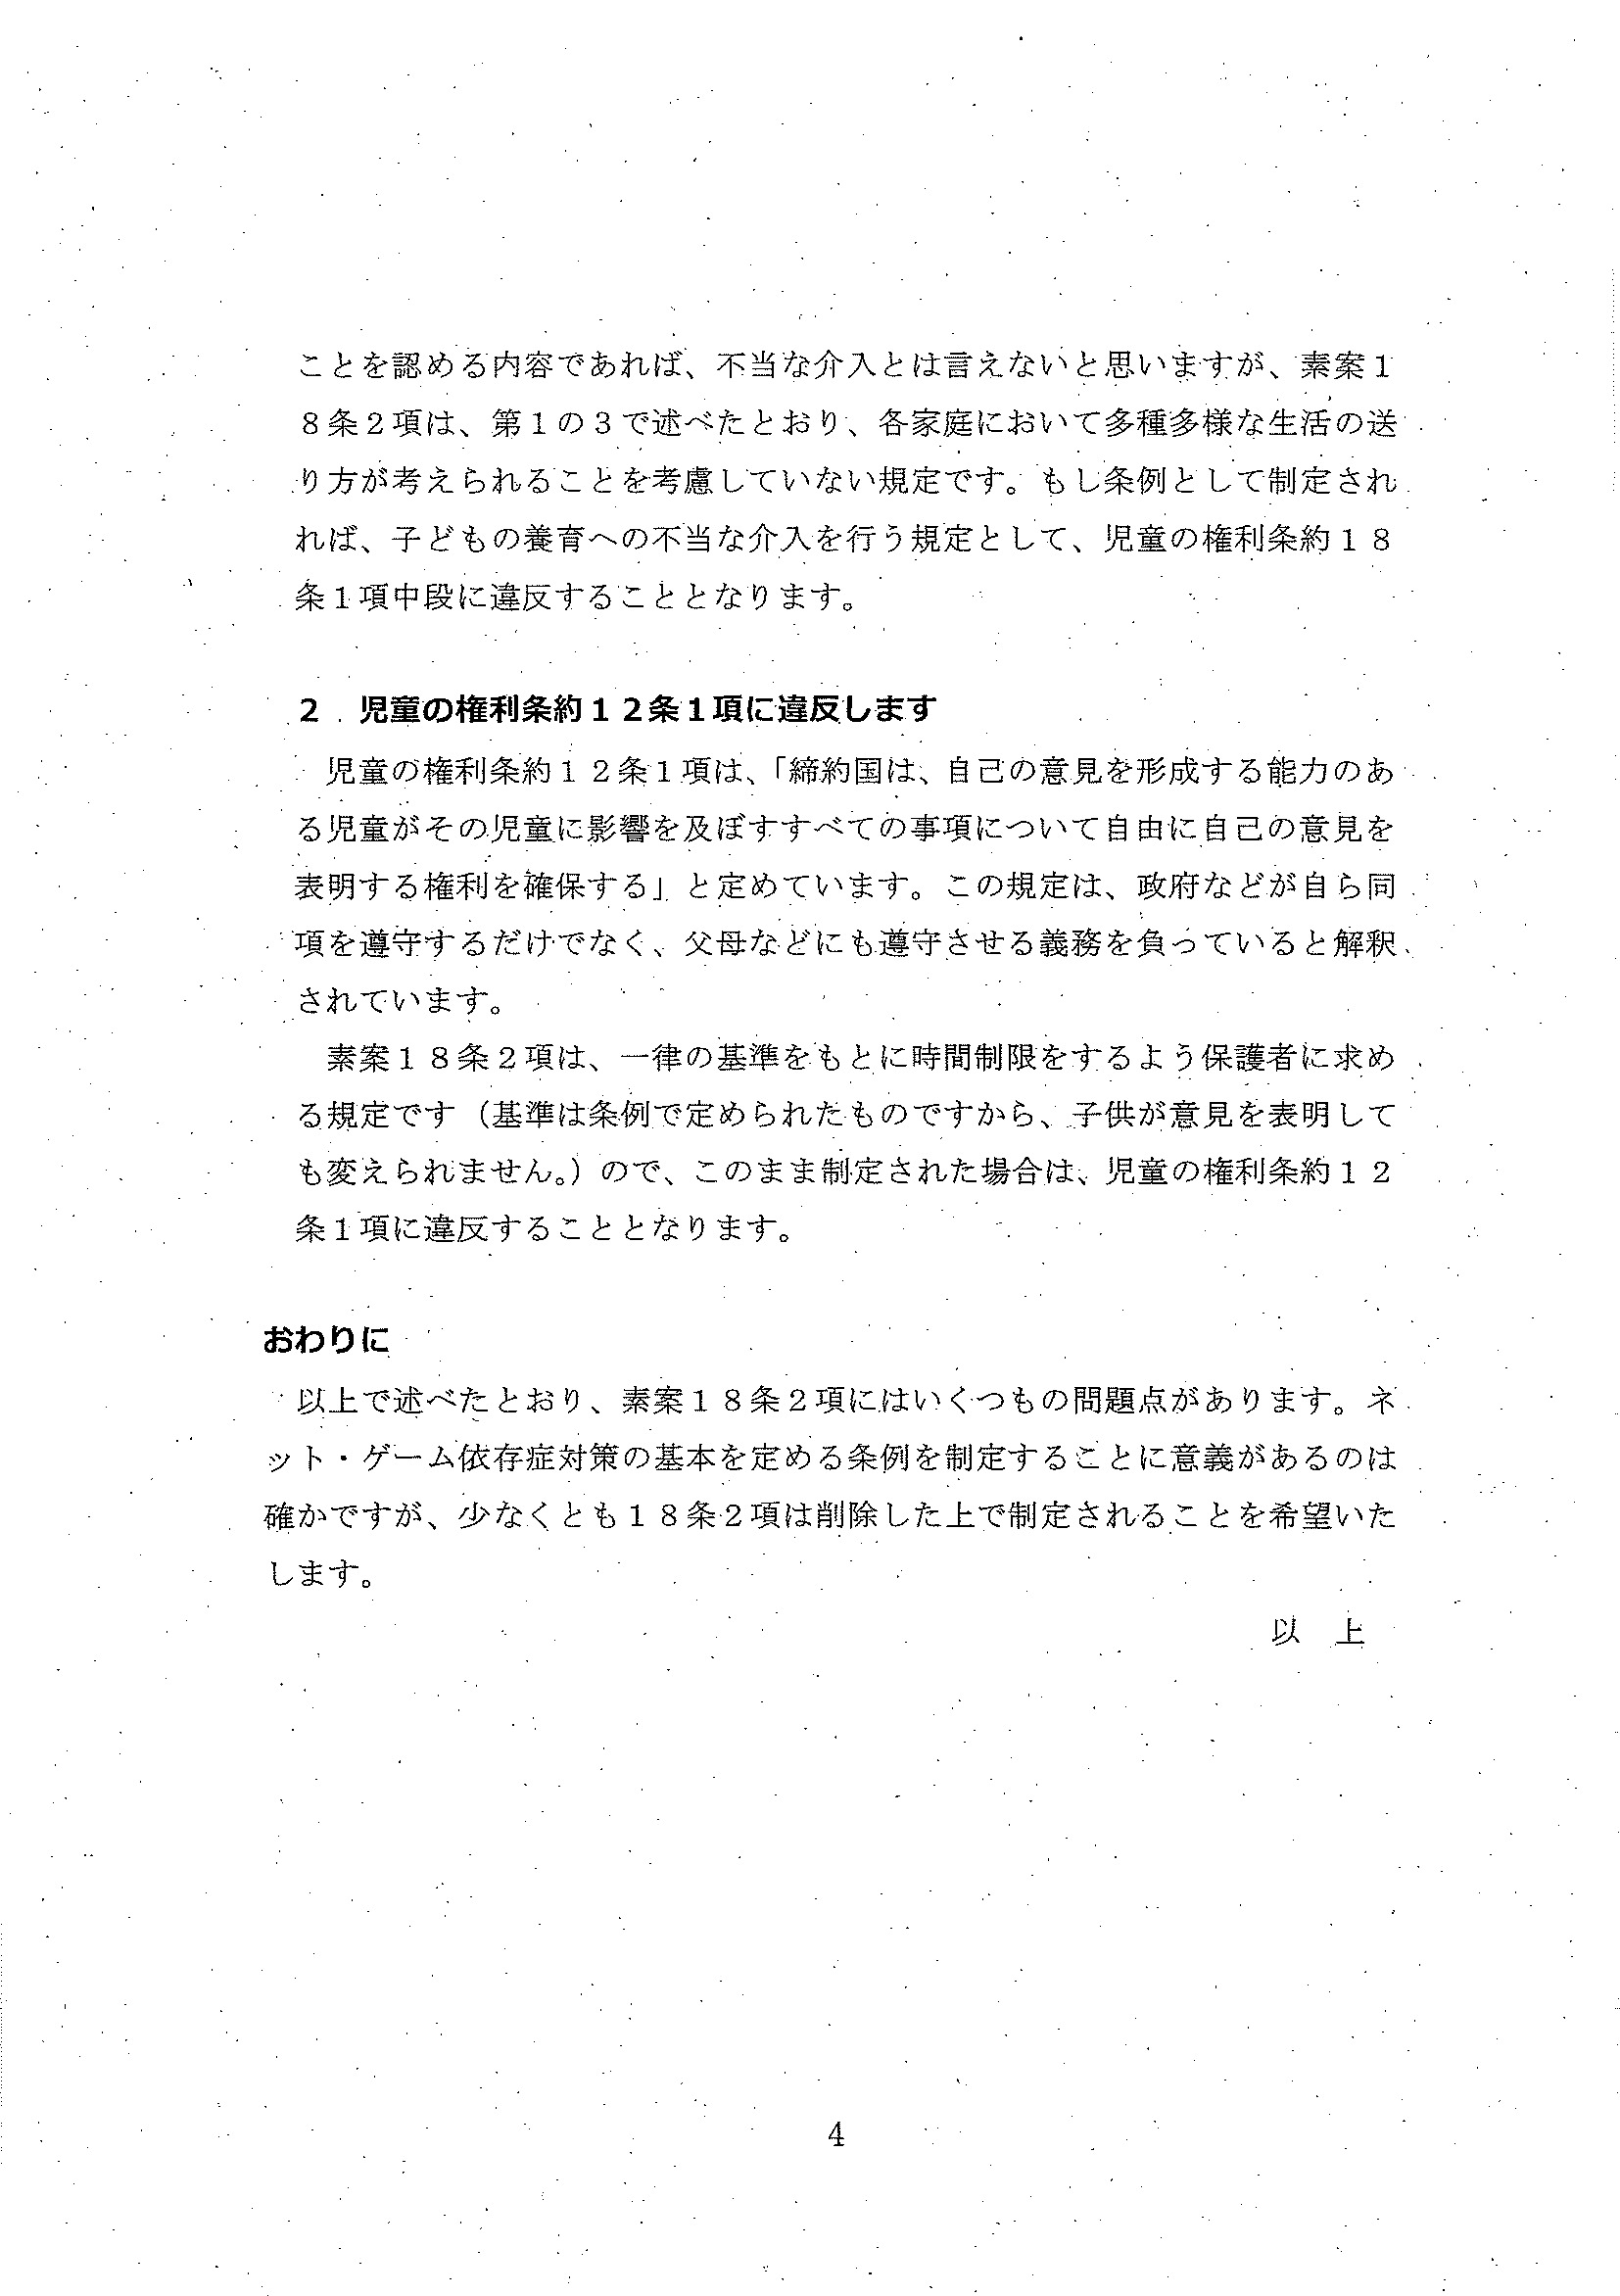 ことを認める内容であれば、不当な介入とは言えないと思いますが、素案１
８条２項は、第１の３で述べたとおり、各家庭において多種多様な生活の送
り方が考えられることを考慮していない規定です。もし条例として制定され
れば、子どもの養育への不当な介入を行う規定として、児童の権利条約１８
条１項中段に違反することとなります。
２．児童の権利条約１２条１項に違反します
児童の権利条約１２条１項は、「締約国は、自己の意見を形成する能力のあ
る児童がその児童に影響を及ぼすすべての事項について自由に自己の意見を
表明する権利を確保する」と定めています。この規定は、政府などが自ら同
項を遵守するだけでなく、父母などにも遵守させる義務を負っていると解釈
されています。
素案１８条２項は、一律の基準をもとに時間制限をするよう保護者に求め
る規定です（基準は条例で定められたものですから、子供が意見を表明して
も変えられません。）ので、このまま制定された場合は、児童の権利条約１２
条１項に違反することとなります。
おわりに
以上で述べたとおり、素案１８条２項にはいくつもの問題点があります。ネ
ット・ゲーム依存症対策の基本を定める条例を制定することに意義があるのは
確かですが、少なくとも１８条２項は削除した上で制定されることを希望いた
します。
以　上
4